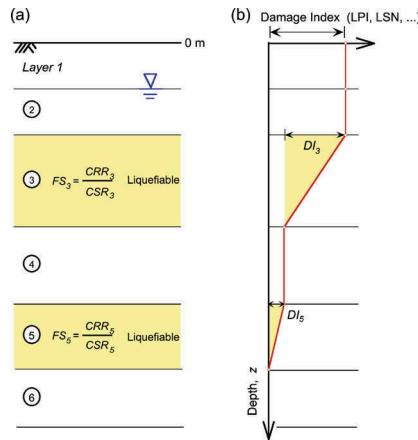 (a)
(b)
Damage Index (LPI, LSN, ...)
0 m
Layer 1
2
3 FS3 = CRR3 / CSR3 Liquefiable
DI3
4
5 FS5 = CRR5 / CSR5 Liquefiable
DI5
6
Depth, z